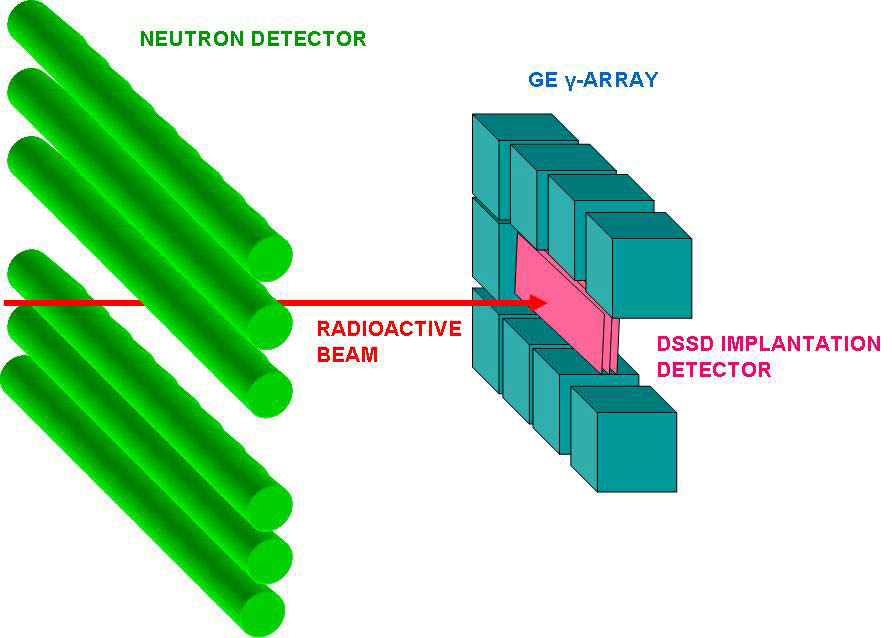 NEUTRON DETECTOR
GE γ-ARRAY
RADIOACTIVE
BEAM
DSSD IMPLANTATION
DETECTOR